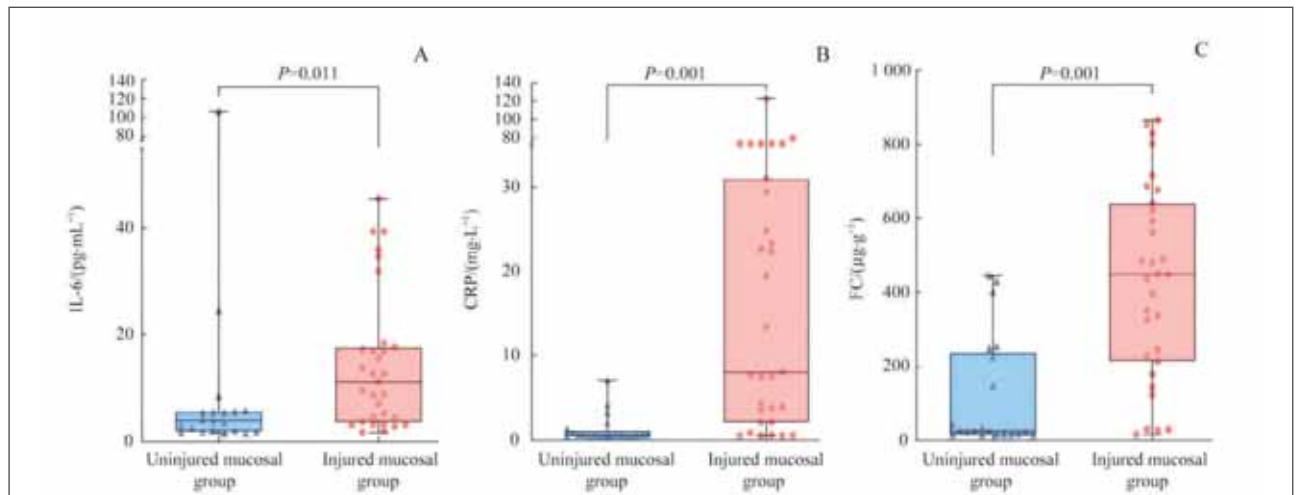 A
P=0.011
140
120
100
80
40
20
0
IL-6/(pg·mL⁻¹)
Uninjured mucosal
group
Injured mucosal
group
B
P=0.001
140
120
100
80
30
20
10
0
CRP/(mg·L⁻¹)
Uninjured mucosal
group
Injured mucosal
group
C
P=0.001
1 000
800
600
400
200
0
FC/(μg·g⁻¹)
Uninjured mucosal
group
Injured mucosal
group